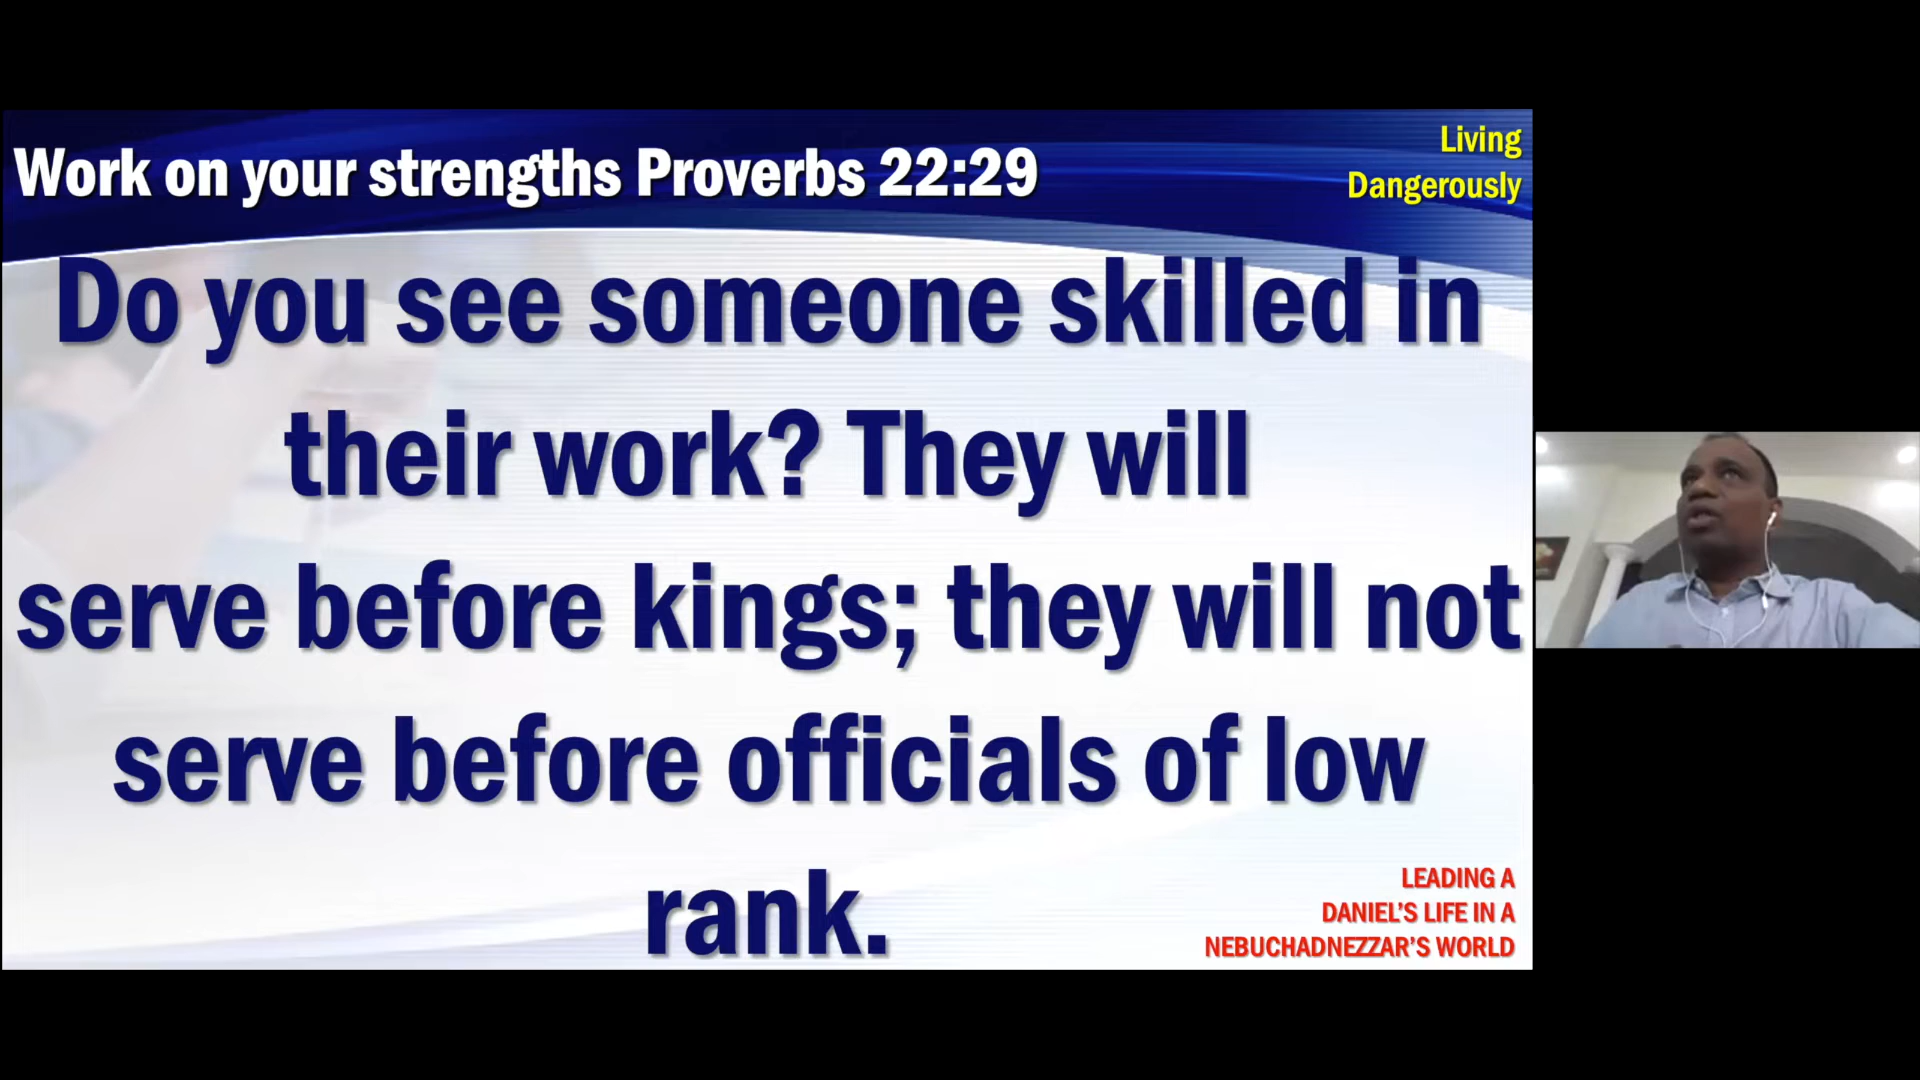 Work on your strengths Proverbs 22:29
Living
Dangerously
Do you see someone skilled in
their work? They will
serve before kings; they will not
serve before officials of low
rank.
LEADING A
DANIEL’S LIFE IN A
NEBUCHADNEZZAR’S WORLD